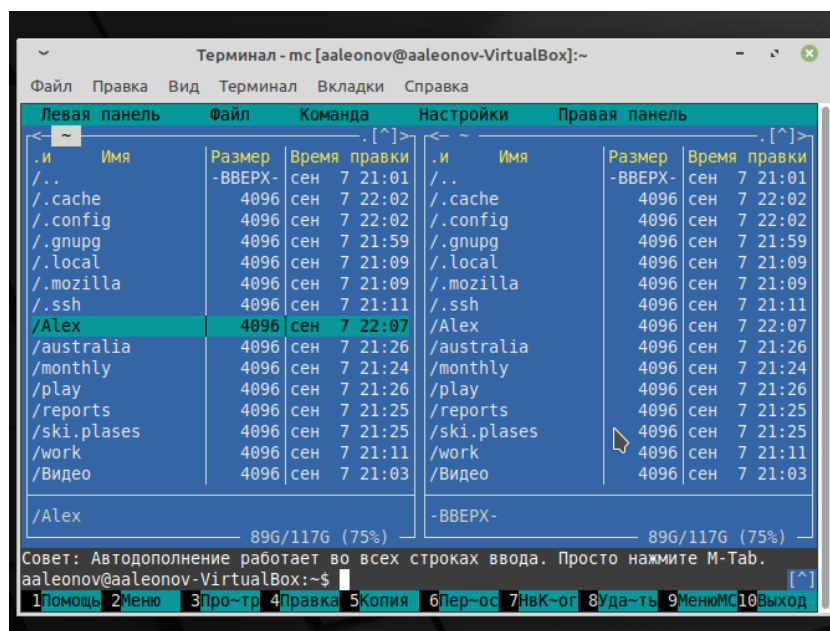 Терминал - mc [aaleonov@aaleonov-VirtualBox]:~
Файл Правка Вид Терминал Вкладки Справка
Левая панель Файл Команда Настройки Правая панель
<─ ~ ─.[^]> <─ ~ ─.[^]>
.и Имя Размер Время правки .и Имя Размер Время правки
/.. -ВВЕРХ- сен 7 21:01 /.. -ВВЕРХ- сен 7 21:01
/.cache 4096 сен 7 22:02 /.cache 4096 сен 7 22:02
/.config 4096 сен 7 22:02 /.config 4096 сен 7 22:02
/.gnupg 4096 сен 7 21:59 /.gnupg 4096 сен 7 21:59
/.local 4096 сен 7 21:09 /.local 4096 сен 7 21:09
/.mozilla 4096 сен 7 21:09 /.mozilla 4096 сен 7 21:09
/.ssh 4096 сен 7 21:11 /.ssh 4096 сен 7 21:11
/Alex 4096 сен 7 22:07 /Alex 4096 сен 7 22:07
/australia 4096 сен 7 21:26 /australia 4096 сен 7 21:26
/monthly 4096 сен 7 21:24 /monthly 4096 сен 7 21:24
/play 4096 сен 7 21:26 /play 4096 сен 7 21:26
/reports 4096 сен 7 21:25 /reports 4096 сен 7 21:25
/ski.plases 4096 сен 7 21:25 /ski.plases 4096 сен 7 21:25
/work 4096 сен 7 21:11 /work 4096 сен 7 21:11
/Видео 4096 сен 7 21:03 /Видео 4096 сен 7 21:03
/Alex -ВВЕРХ-
89G/117G (75%) 89G/117G (75%)
Совет: Автодополнение работает во всех строках ввода. Просто нажмите M-Tab.
aaleonov@aaleonov-VirtualBox:~$ [^]
1Помощь 2Меню 3Про~тр 4Правка 5Копия 6Пер~ос 7НвК~ог 8Уда~ть 9МенюМС 10Выход